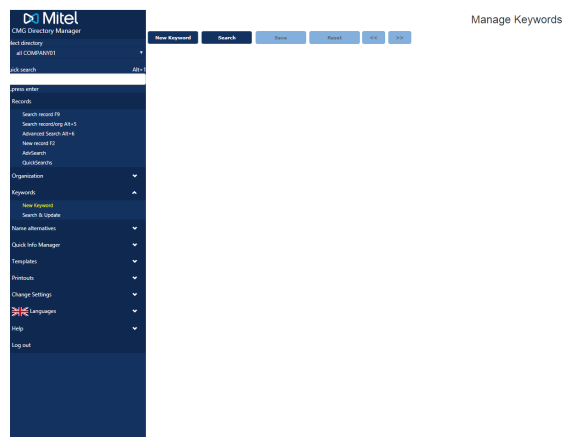 Mitel
CMG Directory Manager
lect directory
all COMPANY01
uick search Alt+1
.press enter
Records
Search record F9
Search record/org Alt+5
Advanced Search Alt+6
New record F2
AdvSearch
QuickSearchs
Organization
Keywords
New Keyword
Search & Update
Name alternatives
Quick Info Manager
Templates
Printouts
Change Settings
Languages
Help
Log out
Manage Keywords
New Keyword Search Save Reset << >>